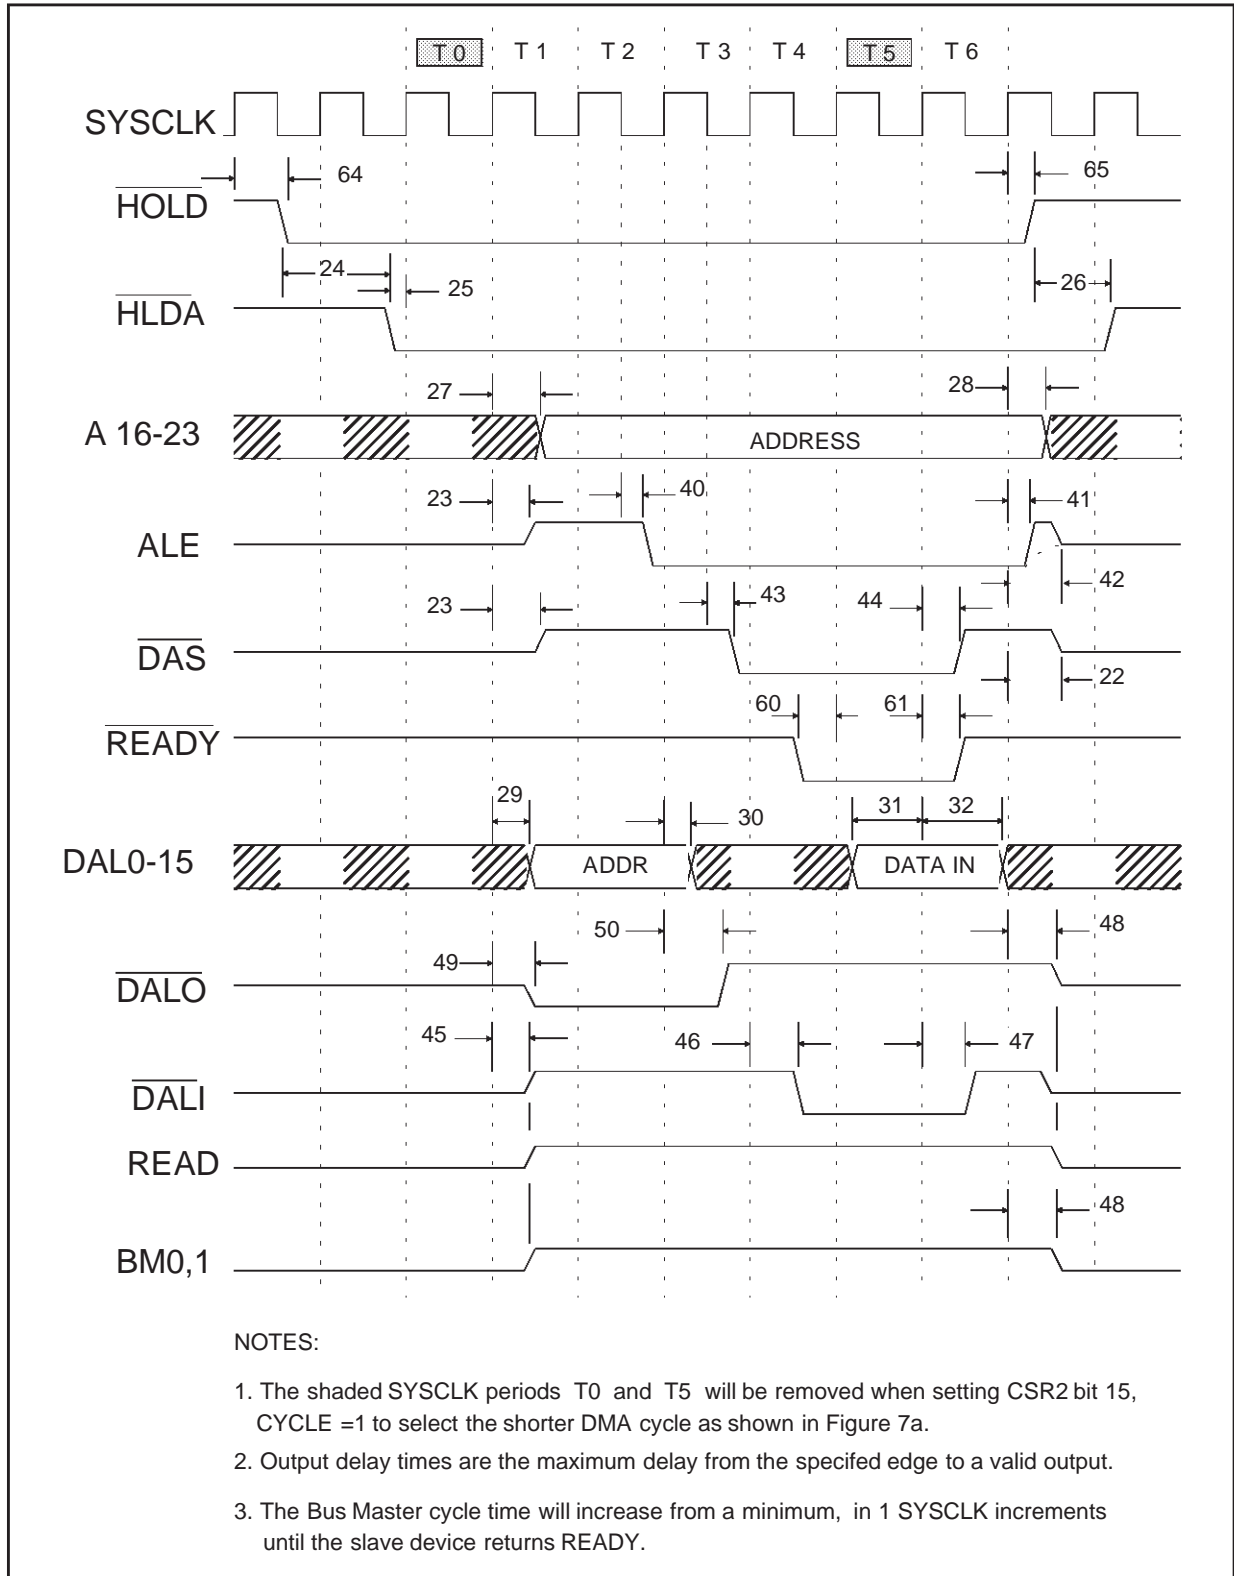 T 0 T 1 T 2 T 3 T 4 T 5 T 6
SYSCLK
64 65
HOLD
24 25 26
HLDA
27 28
A 16-23 ADDRESS
23 40 41
ALE
42
23 43 44
DAS
22
60 61
READY
29 30 31 32
DAL0-15 ADDR DATA IN
50 48
49
DALO
45 46 47
DALI
READ
48
BM0,1
NOTES:
1. The shaded SYSCLK periods T0 and T5 will be removed when setting CSR2 bit 15,
CYCLE =1 to select the shorter DMA cycle as shown in Figure 7a.
2. Output delay times are the maximum delay from the specifed edge to a valid output.
3. The Bus Master cycle time will increase from a minimum, in 1 SYSCLK increments
until the slave device returns READY.